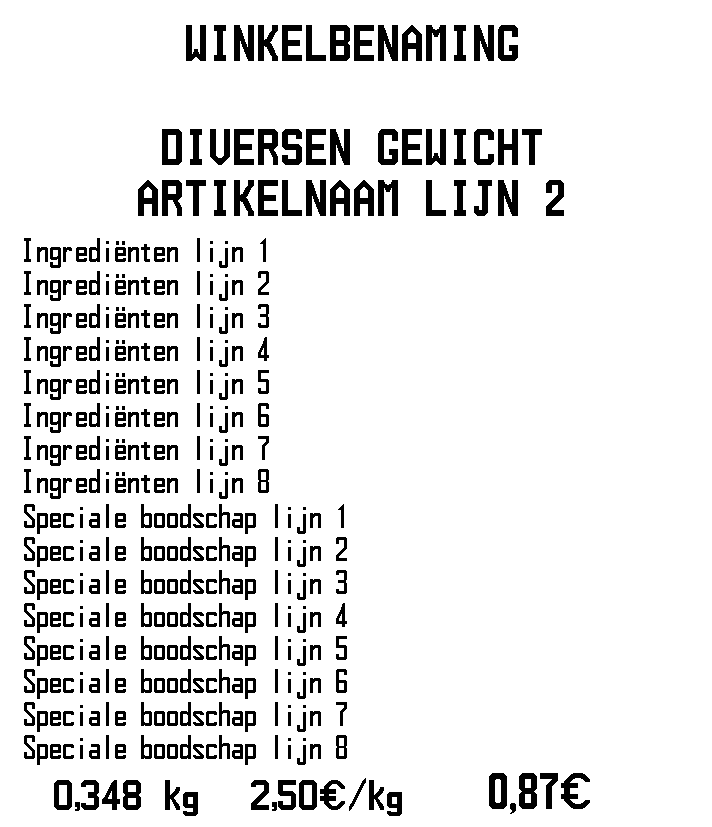 WINKELBENAMING
DIVERSEN GEWICHT
ARTIKELNAAM LIJN 2
Ingrediënten lijn 1
Ingrediënten lijn 2
Ingrediënten lijn 3
Ingrediënten lijn 4
Ingrediënten lijn 5
Ingrediënten lijn 6
Ingrediënten lijn 7
Ingrediënten lijn 8
Speciale boodschap lijn 1
Speciale boodschap lijn 2
Speciale boodschap lijn 3
Speciale boodschap lijn 4
Speciale boodschap lijn 5
Speciale boodschap lijn 6
Speciale boodschap lijn 7
Speciale boodschap lijn 8
0,348 kg 2,50€/kg 0,87€